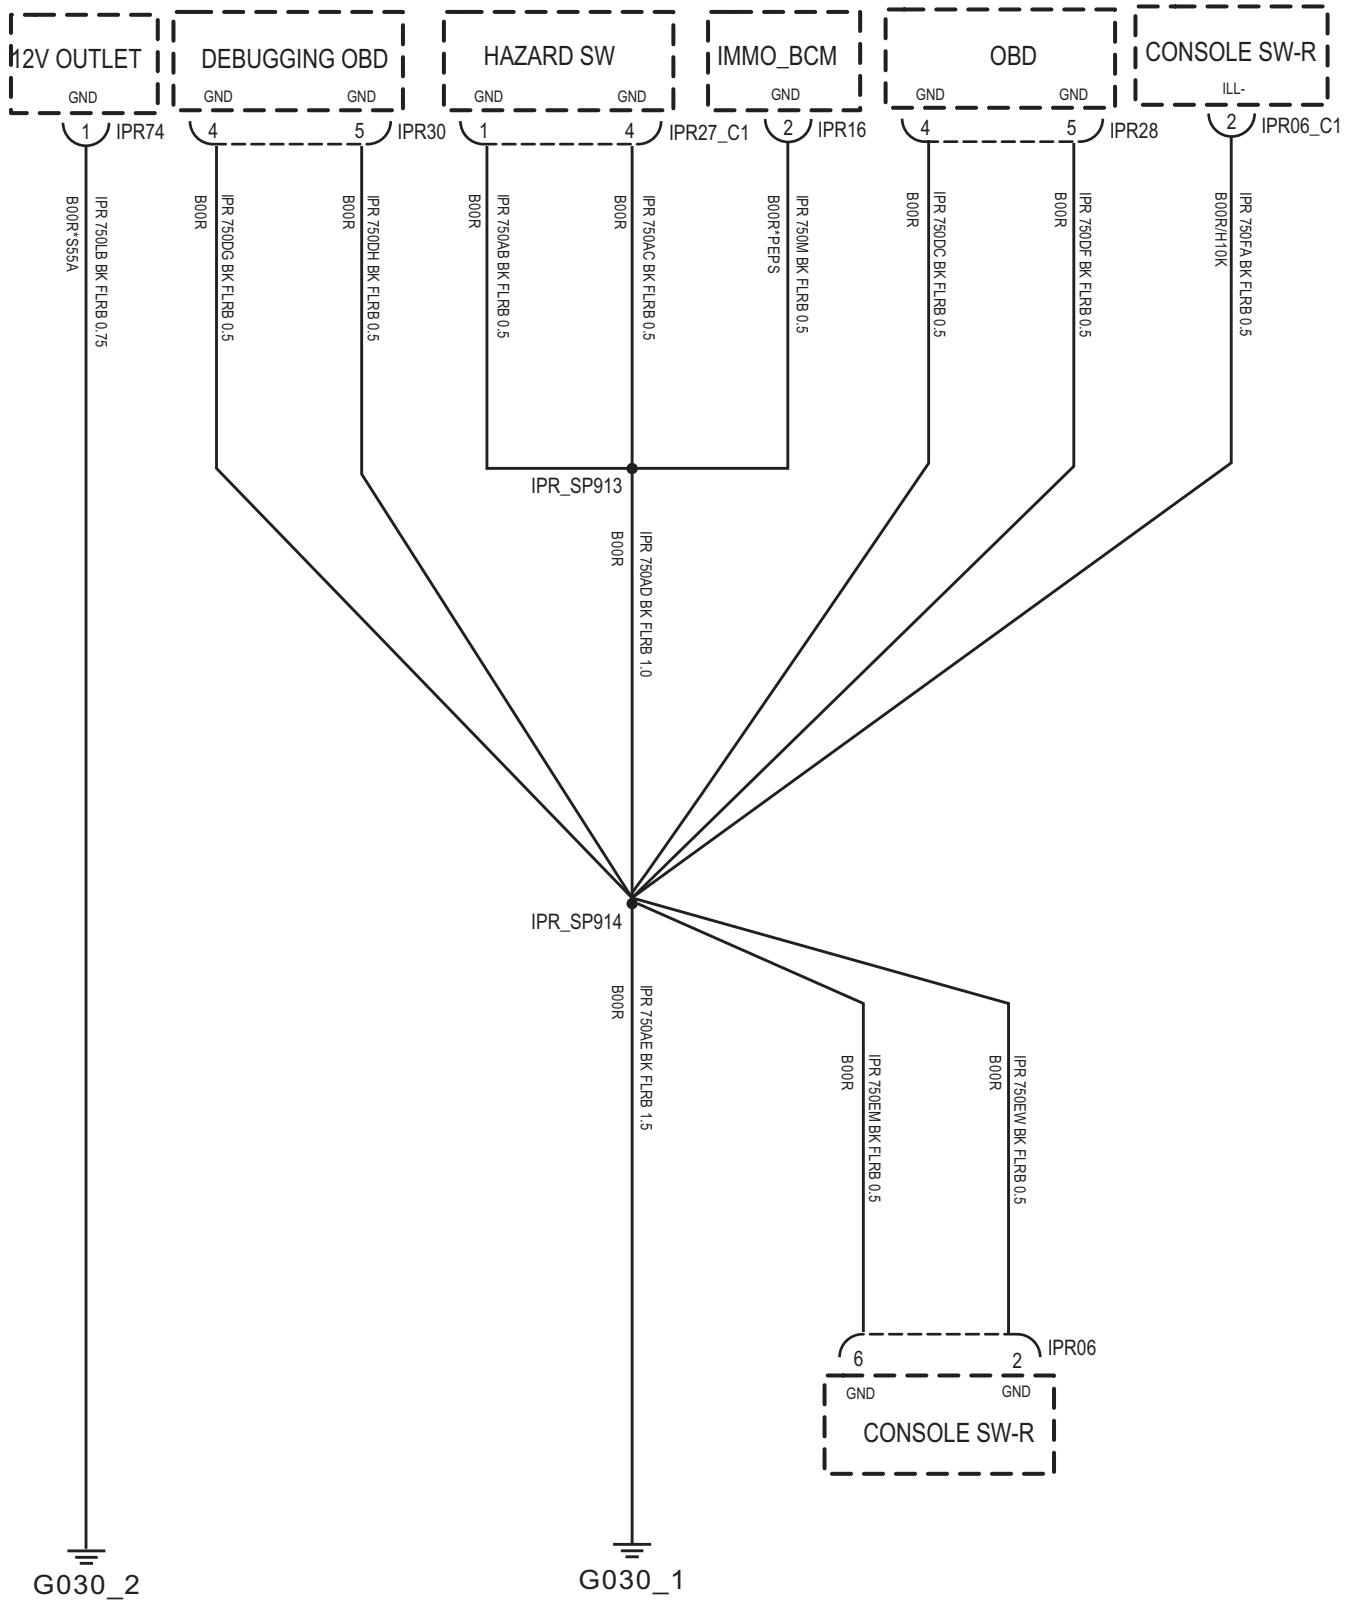 12V OUTLET
GND
1
IPR74
DEBUGGING OBD
GND
GND
4
5
IPR30
HAZARD SW
GND
GND
1
4
IPR27_C1
IMMO_BCM
GND
2
IPR16
OBD
GND
GND
4
5
IPR28
CONSOLE SW-R
ILL-
2
IPR06_C1
IPR 750LB BK FLRB 0.75
B00R*S55A
IPR 750DG BK FLRB 0.5
B00R
IPR 750DH BK FLRB 0.5
B00R
IPR 750AB BK FLRB 0.5
B00R
IPR 750AC BK FLRB 0.5
B00R
IPR 750M BK FLRB 0.5
B00R*PEPS
IPR 750DC BK FLRB 0.5
B00R
IPR 750DF BK FLRB 0.5
B00R
IPR 750FA BK FLRB 0.5
B00R/H10K
IPR_SP913
IPR 750AD BK FLRB 1.0
B00R
IPR_SP914
IPR 750AE BK FLRB 1.5
B00R
IPR 750EM BK FLRB 0.5
B00R
IPR 750EW BK FLRB 0.5
B00R
IPR06
6
2
GND
GND
CONSOLE SW-R
G030_2
G030_1